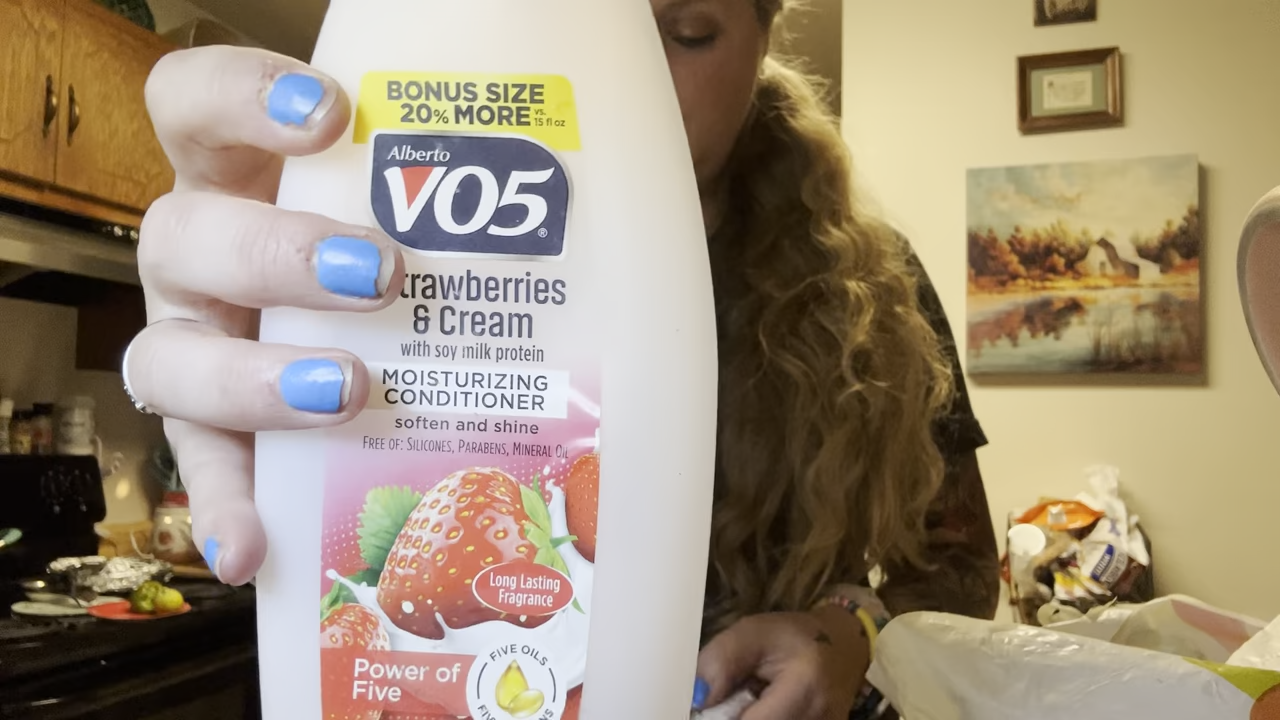 BONUS SIZE
20% MORE vs. 15 fl oz
Alberto
VO5®
trawberries
& Cream
with soy milk protein
MOISTURIZING
CONDITIONER
soften and shine
FREE OF: SILICONES, PARABENS, MINERAL OIL
Long Lasting
Fragrance
Power of
Five
FIVE OILS